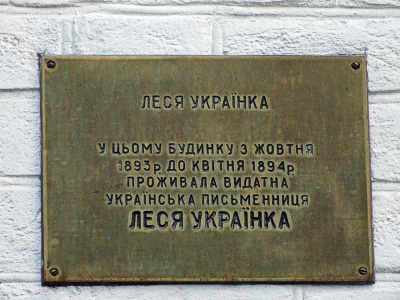 ЛЕСЯ УКРАЇНКА
У ЦЬОМУ БУДИНКУ З ЖОВТНЯ
1893р. ДО КВІТНЯ 1894р.
ПРОЖИВАЛА ВИДАТНА
УКРАЇНСЬКА ПИСЬМЕННИЦЯ
ЛЕСЯ УКРАЇНКА